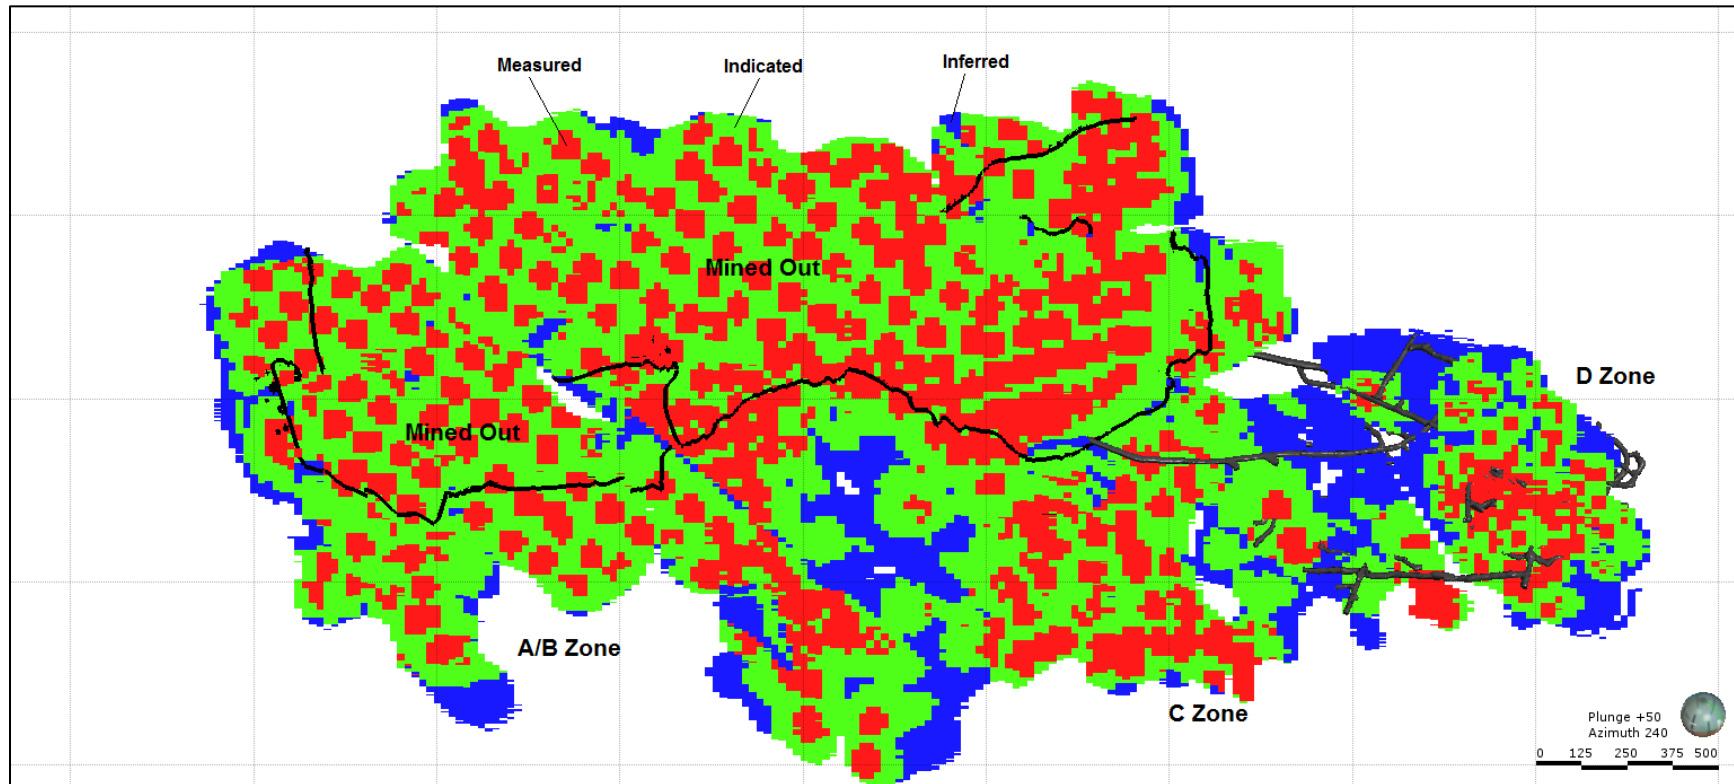 Measured
Indicated
Inferred
Mined Out
D Zone
Mined Out
A/B Zone
C Zone
Plunge +50
Azimuth 240
0 125 250 375 500